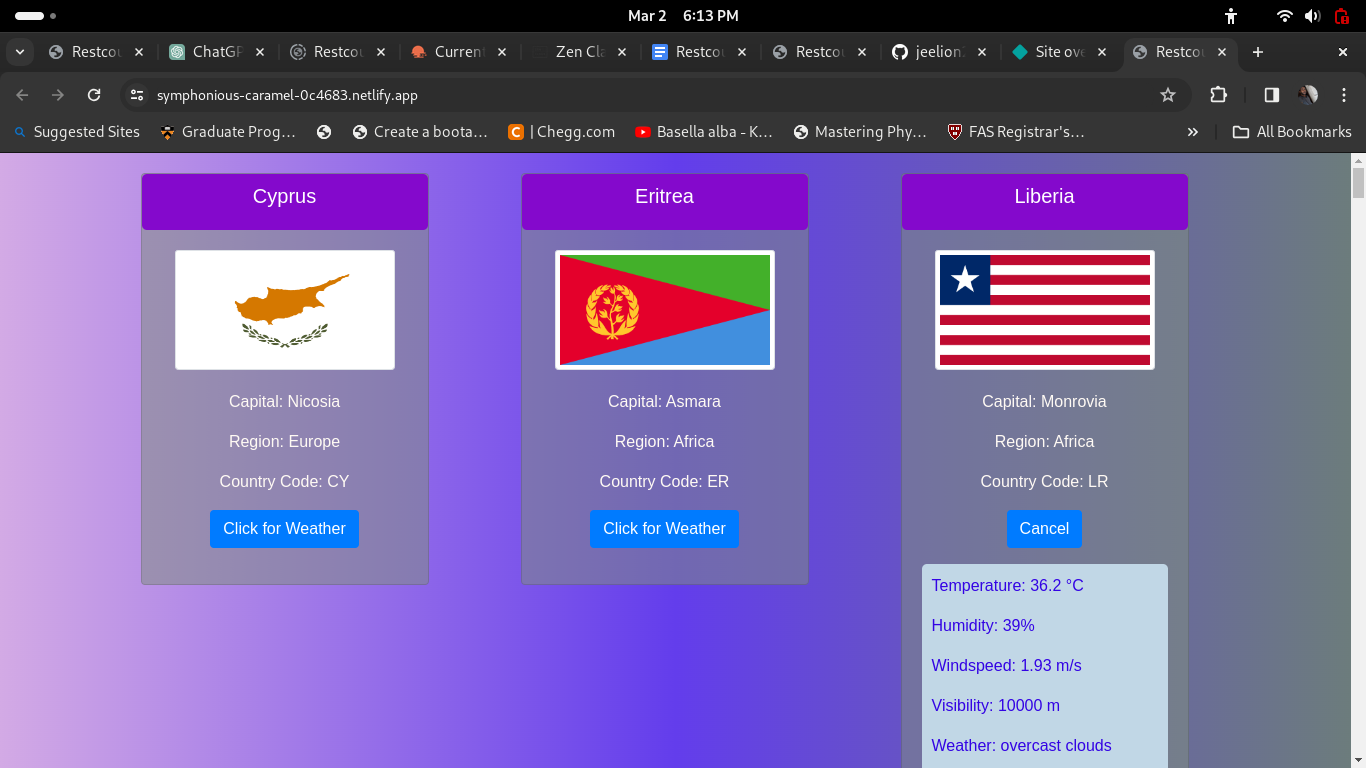 Mar 2 6:13 PM
Restcou
ChatGP
Restcou
Current
Zen Cla
Restcou
Restcou
jeelion
Site ove
Restcou
symphonious-caramel-0c4683.netlify.app
Suggested Sites
Graduate Prog…
Create a boota…
C | Chegg.com
Basella alba - K…
Mastering Phy…
FAS Registrar's…
All Bookmarks
Cyprus
Capital: Nicosia
Region: Europe
Country Code: CY
Click for Weather
Eritrea
Capital: Asmara
Region: Africa
Country Code: ER
Click for Weather
Liberia
Capital: Monrovia
Region: Africa
Country Code: LR
Cancel
Temperature: 36.2 °C
Humidity: 39%
Windspeed: 1.93 m/s
Visibility: 10000 m
Weather: overcast clouds